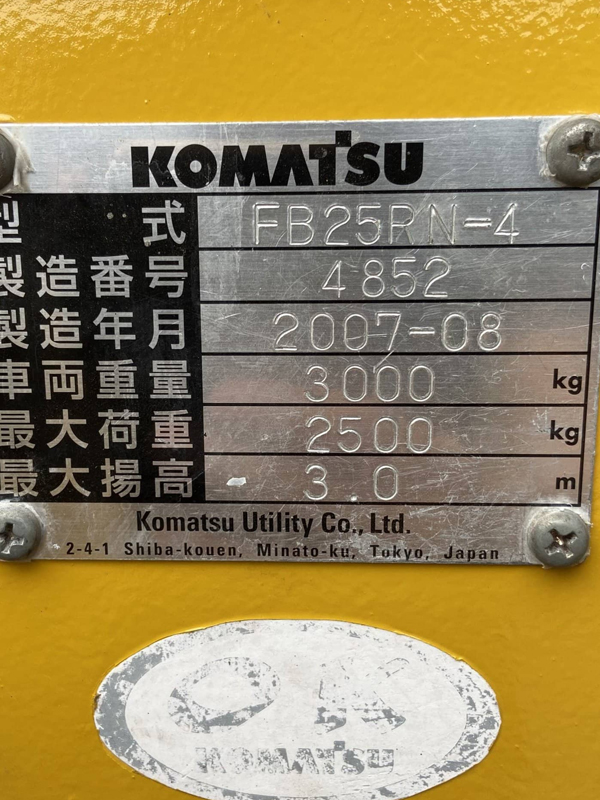 KOMATSU
型式 FB25RN-4
製造番号 4852
製造年月 2007-08
車両重量 3000 kg
最大荷重 2500 kg
最大揚高 3.0 m
Komatsu Utility Co., Ltd.
2-4-1 Shiba-kouen, Minato-ku, Tokyo, Japan
OK
KOMATSU